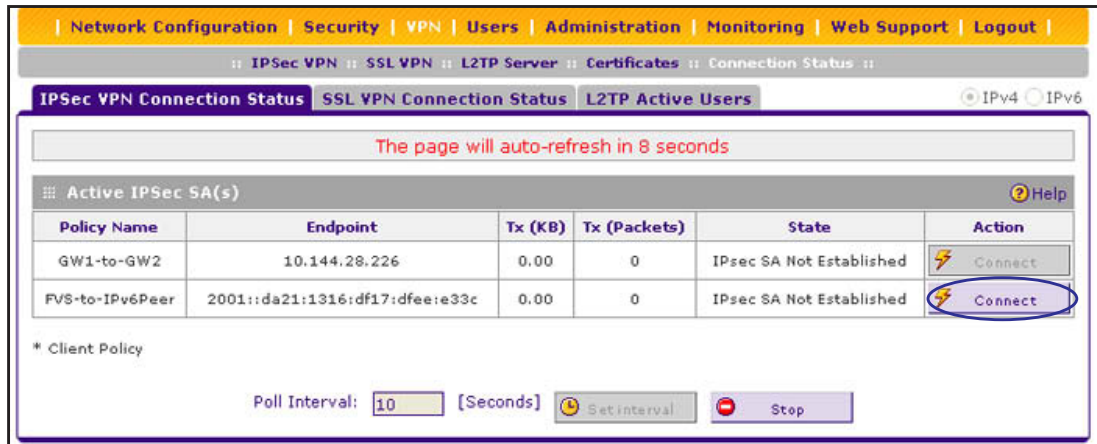 | Network Configuration | Security | VPN | Users | Administration | Monitoring | Web Support | Logout |
:: IPSec VPN :: SSL VPN :: L2TP Server :: Certificates :: Connection Status ::
IPSec VPN Connection Status SSL VPN Connection Status L2TP Active Users IPv4 IPv6
The page will auto-refresh in 8 seconds
Active IPSec SA(s) ?Help
Policy Name Endpoint Tx (KB) Tx (Packets) State Action
GW1-to-GW2 10.144.28.226 0.00 0 IPsec SA Not Established Connect
FVS-to-IPv6Peer 2001::da21:1316:df17:dfee:e33c 0.00 0 IPsec SA Not Established Connect
* Client Policy
Poll Interval: 10 [Seconds] Set interval Stop